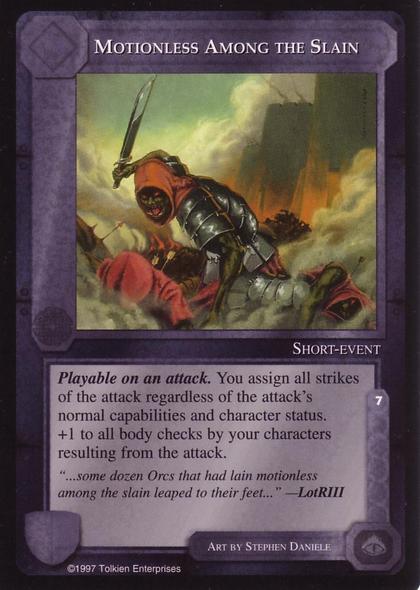 Motionless Among the Slain
Short-event
Playable on an attack. You assign all strikes
of the attack regardless of the attack's
normal capabilities and character status.
+1 to all body checks by your characters
resulting from the attack.
"...some dozen Orcs that had lain motionless
among the slain leaped to their feet..." —LotRIII
7
Art by Stephen Daniele
©1997 Tolkien Enterprises